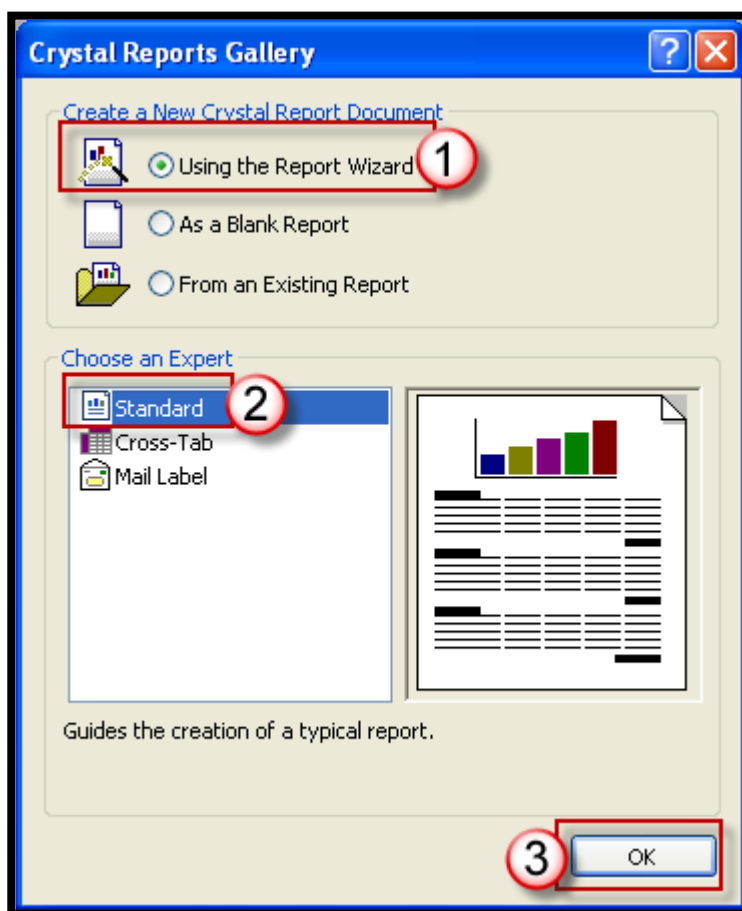 Crystal Reports Gallery
Create a New Crystal Report Document
Using the Report Wizard
1
As a Blank Report
From an Existing Report
Choose an Expert
Standard
2
Cross-Tab
Mail Label
Guides the creation of a typical report.
3
OK